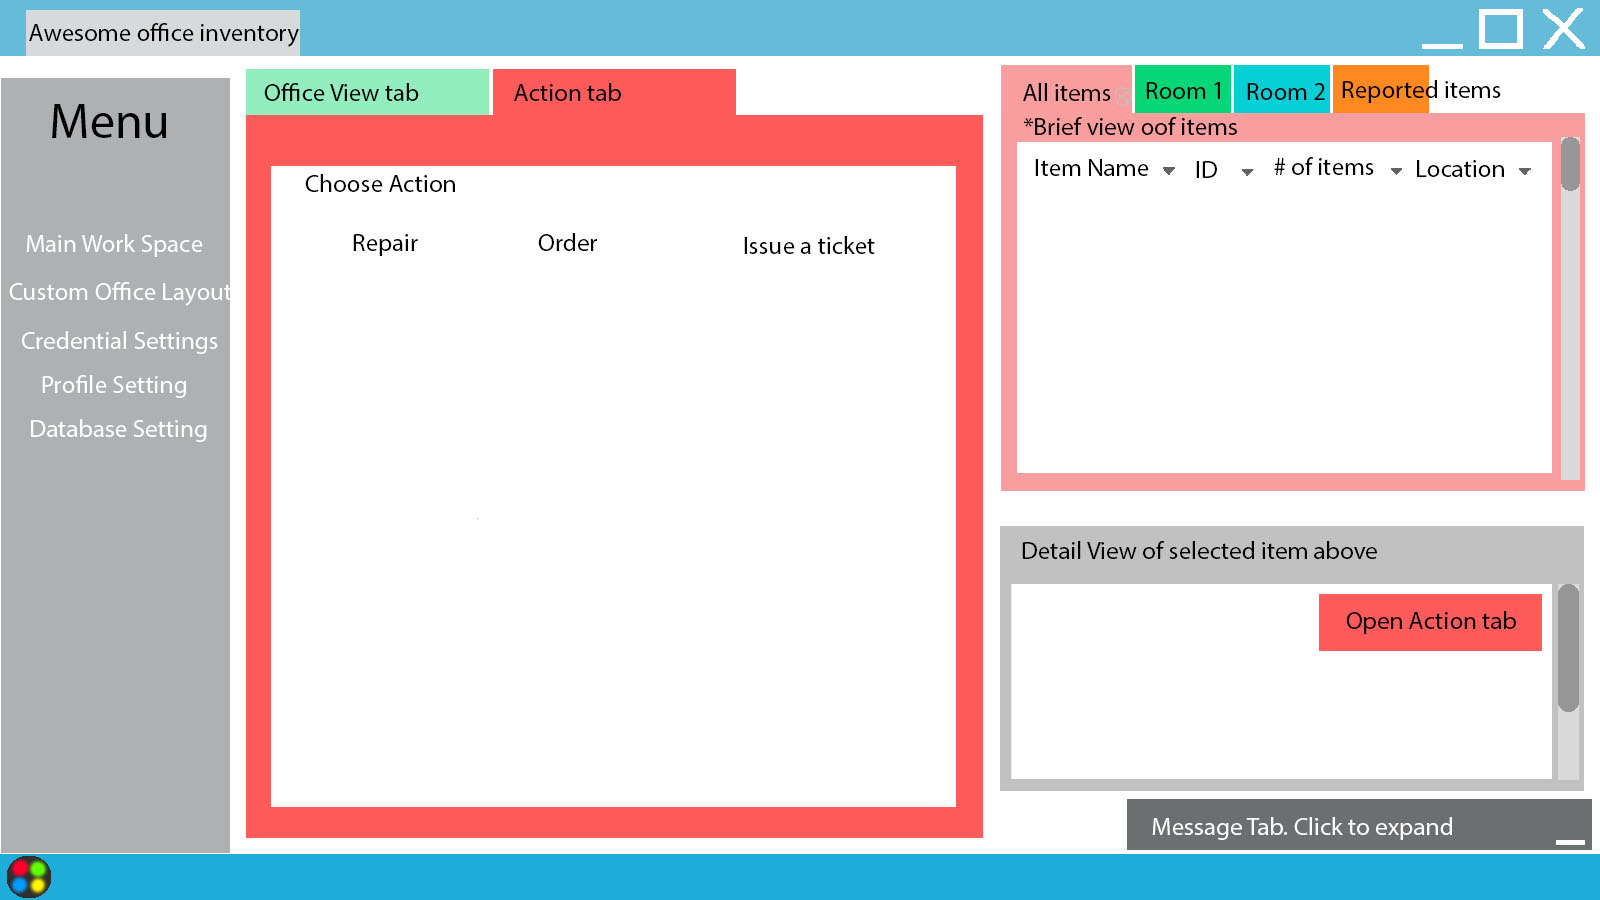 Awesome office inventory
Menu
Main Work Space
Custom Office Layout
Credential Settings
Profile Setting
Database Setting
Office View tab
Action tab
Choose Action
Repair
Order
Issue a ticket
All items
Room 1
Room 2
Reported items
*Brief view oof items
Item Name
ID
# of items
Location
Detail View of selected item above
Open Action tab
Message Tab. Click to expand